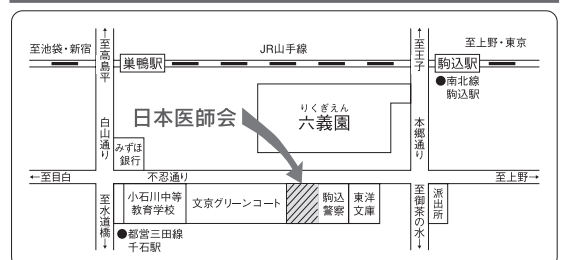 至池袋・新宿
至高島平
巣鴨駅
JR山手線
至王子
至上野・東京
駒込駅
●南北線
駒込駅
りくぎえん
六義園
日本医師会
白山通り
みずほ
銀行
本郷通り
←至目白
不忍通り
至上野→
至水道橋
小石川中等
教育学校
文京グリーンコート
駒込
警察
東洋
文庫
至御茶の水
派出所
●都営三田線
千石駅